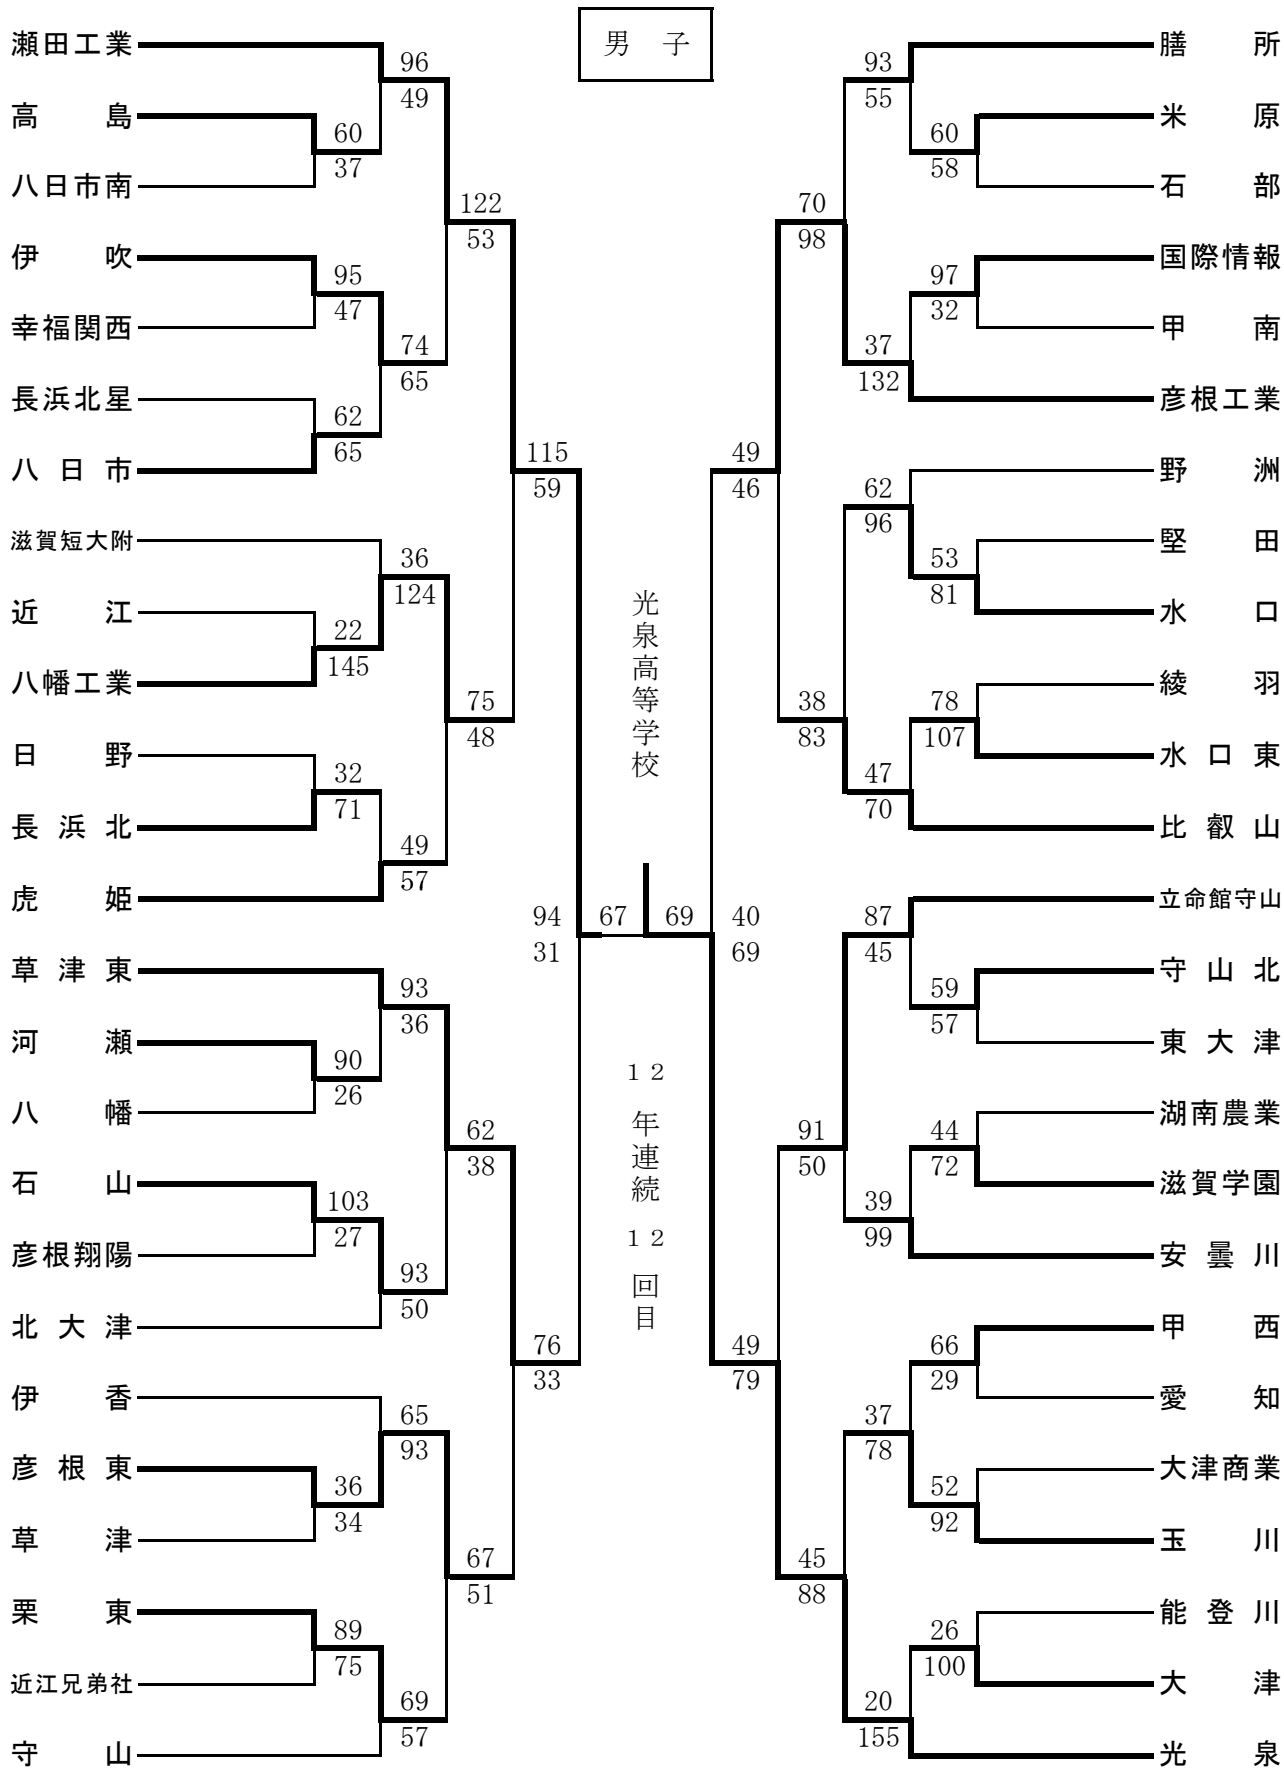 男 子
瀬田工業
高島
八日市南
伊吹
幸福関西
長浜北星
八日市
滋賀短大附
近江
八幡工業
日野
長浜北
虎姫
草津東
河瀬
八幡
石山
彦根翔陽
北大津
伊香
彦根東
草津
栗東
近江兄弟社
守山
60
37
95
47
62
65
22
145
32
71
90
26
103
27
36
34
89
75
96
49
74
65
36
124
49
57
93
36
93
50
65
93
69
57
122
53
75
48
62
38
67
51
115
59
76
33
94
31
67
69
光泉高等学校
12年連続12回目
40
69
49
46
49
79
70
98
38
83
91
50
45
88
93
55
37
132
62
96
47
70
87
45
39
99
37
78
20
155
60
58
97
32
53
81
78
107
59
57
44
72
66
29
52
92
26
100
膳所
米原
石部
国際情報
甲南
彦根工業
野洲
堅田
水口
綾羽
水口東
比叡山
立命館守山
守山北
東大津
湖南農業
滋賀学園
安曇川
甲西
愛知
大津商業
玉川
能登川
大津
光泉